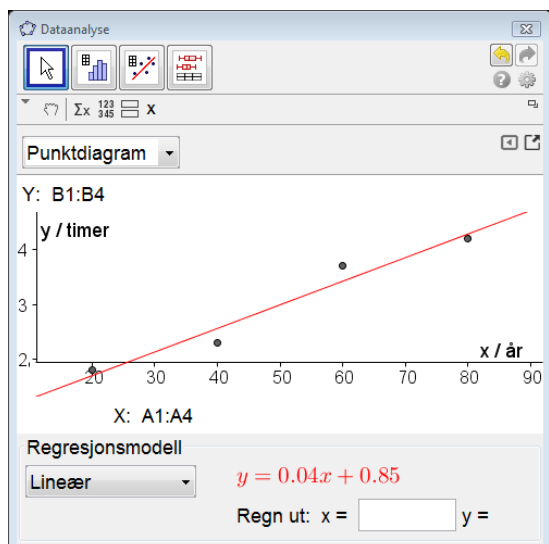 Dataanalyse
Σx 123 345 X
Punktdiagram
Y: B1:B4
y / timer
4
3
2,
x / år
20 30 40 50 60 70 80 90
X: A1:A4
Regresjonsmodell
Lineær
y = 0.04x + 0.85
Regn ut: x = y =